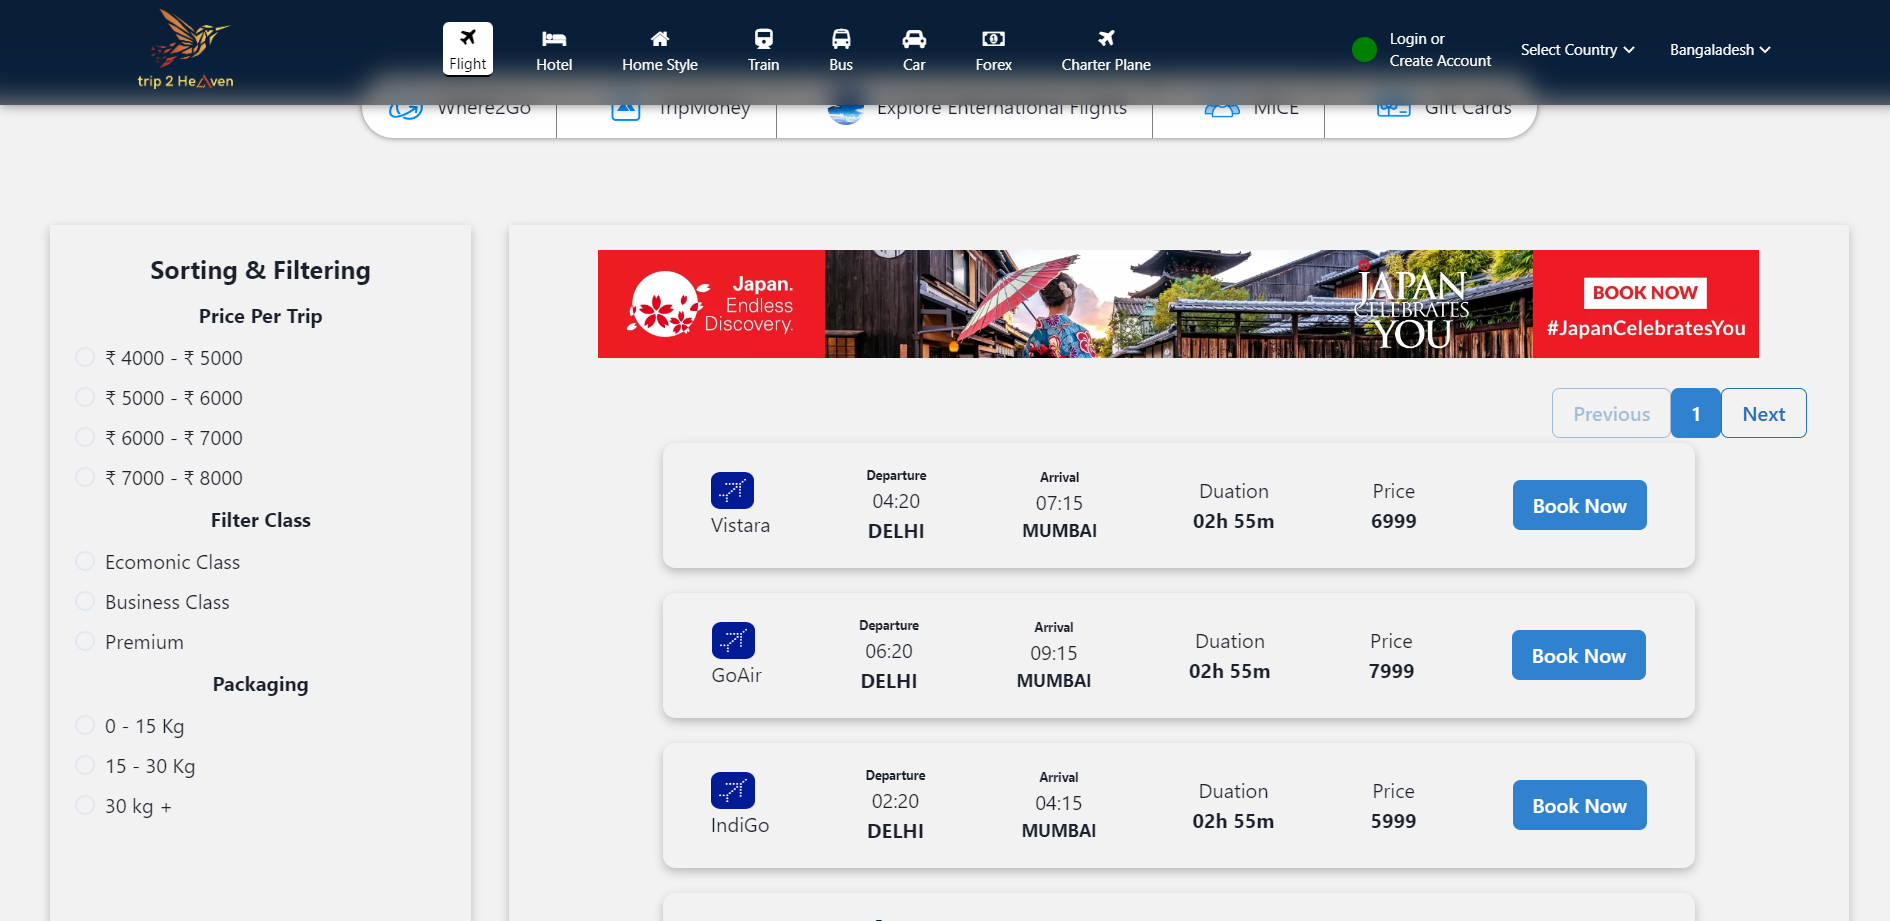 trip 2 HeΛven
Flight
Hotel
Home Style
Train
Bus
Car
Forex
Charter Plane
Login or
Create Account
Select Country
Bangaladesh
Where2Go
TripMoney
Explore Enternational Flights
MICE
Gift Cards
Sorting & Filtering
Price Per Trip
₹ 4000 - ₹ 5000
₹ 5000 - ₹ 6000
₹ 6000 - ₹ 7000
₹ 7000 - ₹ 8000
Filter Class
Ecomonic Class
Business Class
Premium
Packaging
0 - 15 Kg
15 - 30 Kg
30 kg +
Japan.
Endless
Discovery.
JAPAN
CELEBRATES
YOU
BOOK NOW
#JapanCelebratesYou
Previous
1
Next
Vistara
Departure
04:20
DELHI
Arrival
07:15
MUMBAI
Duation
02h 55m
Price
6999
Book Now
GoAir
Departure
06:20
DELHI
Arrival
09:15
MUMBAI
Duation
02h 55m
Price
7999
Book Now
IndiGo
Departure
02:20
DELHI
Arrival
04:15
MUMBAI
Duation
02h 55m
Price
5999
Book Now